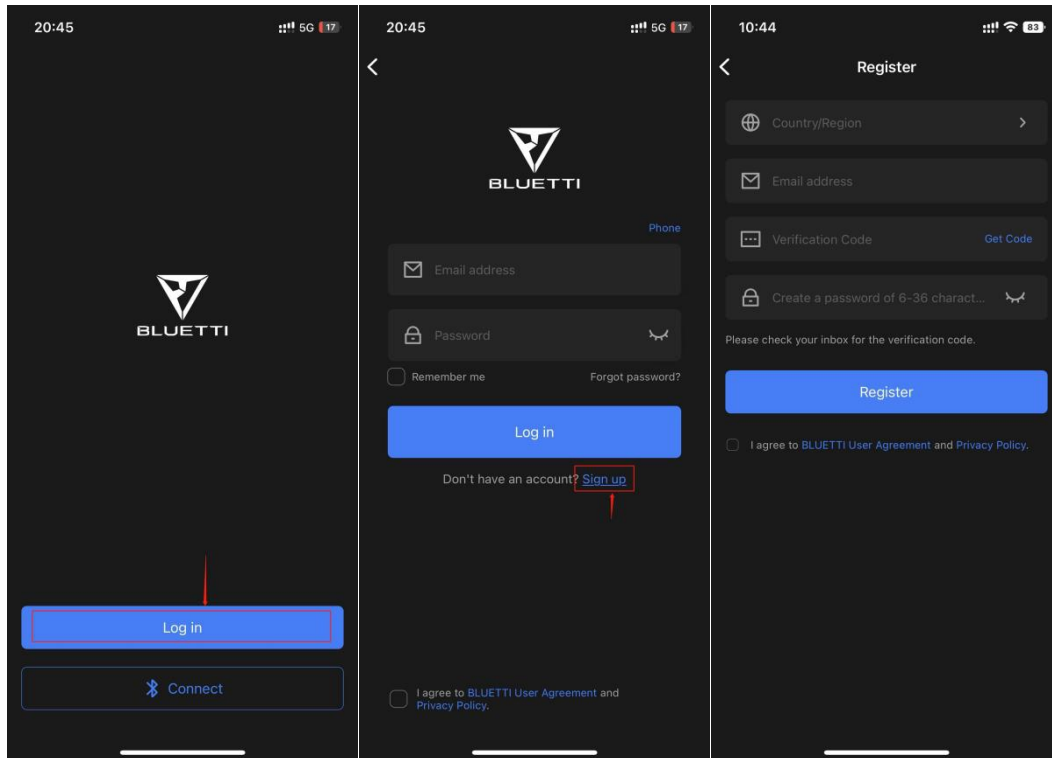 20:45
5G 17
BLUETTI
Log in
Connect
20:45
5G 17
BLUETTI
Phone
Email address
Password
Remember me
Forgot password?
Log in
Don't have an account? Sign up
I agree to BLUETTI User Agreement and
Privacy Policy.
10:44
83
Register
Country/Region
Email address
Verification Code
Get Code
Create a password of 6-36 charact...
Please check your inbox for the verification code.
Register
I agree to BLUETTI User Agreement and Privacy Policy.